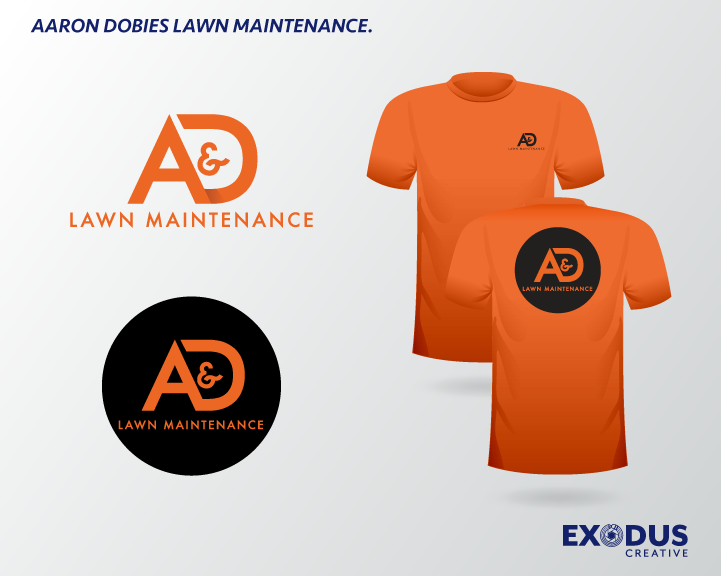 AARON DOBIES LAWN MAINTENANCE.
A&D
LAWN MAINTENANCE
A&D
LAWN MAINTENANCE
A&D
LAWN MAINTENANCE
A&D
LAWN MAINTENANCE
EXODUS
CREATIVE